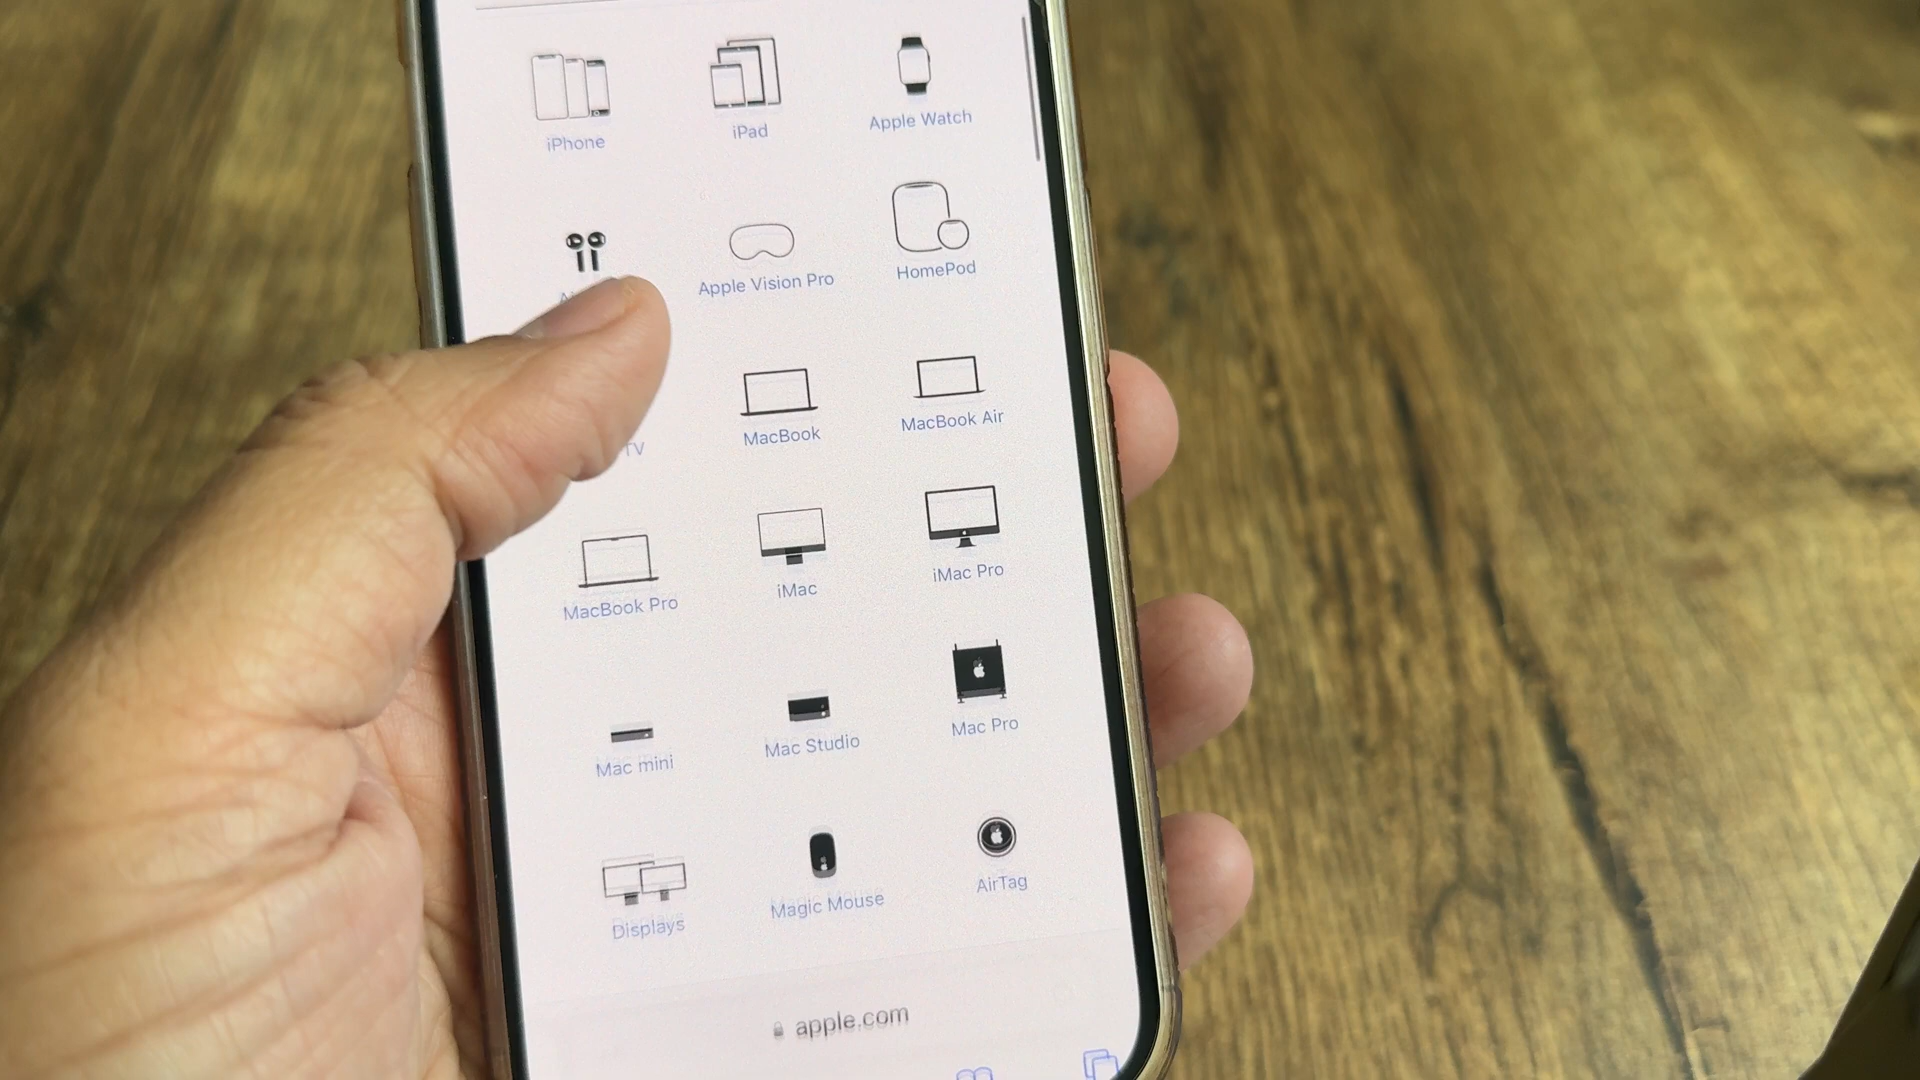 iPhone
iPad
Apple Watch
Apple Vision Pro
HomePod
TV
MacBook
MacBook Air
MacBook Pro
iMac
iMac Pro
Mac mini
Mac Studio
Mac Pro
Displays
Magic Mouse
AirTag
apple.com